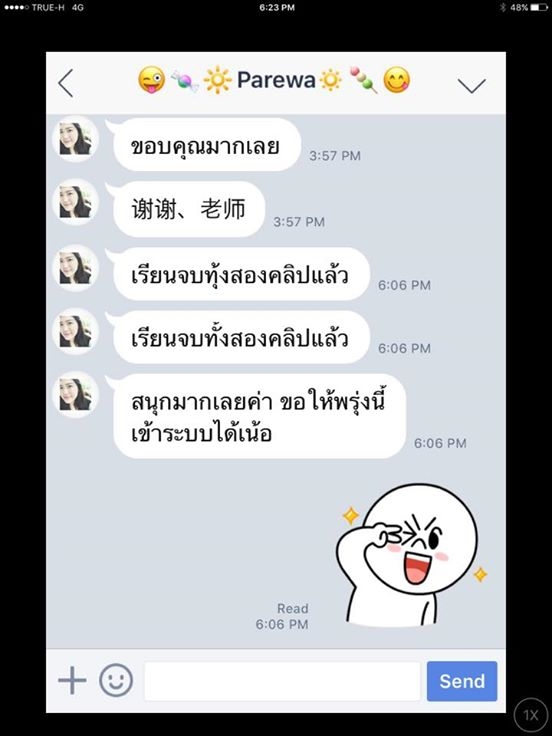 TRUE-H 4G
6:23 PM
48%
Parewa
ขอบคุณมากเลย
3:57 PM
谢谢、老师
3:57 PM
เรียนจบทุ้งสองคลิปแล้ว
6:06 PM
เรียนจบทั้งสองคลิปแล้ว
6:06 PM
สนุกมากเลยค่า ขอให้พรุ่งนี้
เข้าระบบได้เน้อ
6:06 PM
Read
6:06 PM
Send
1X